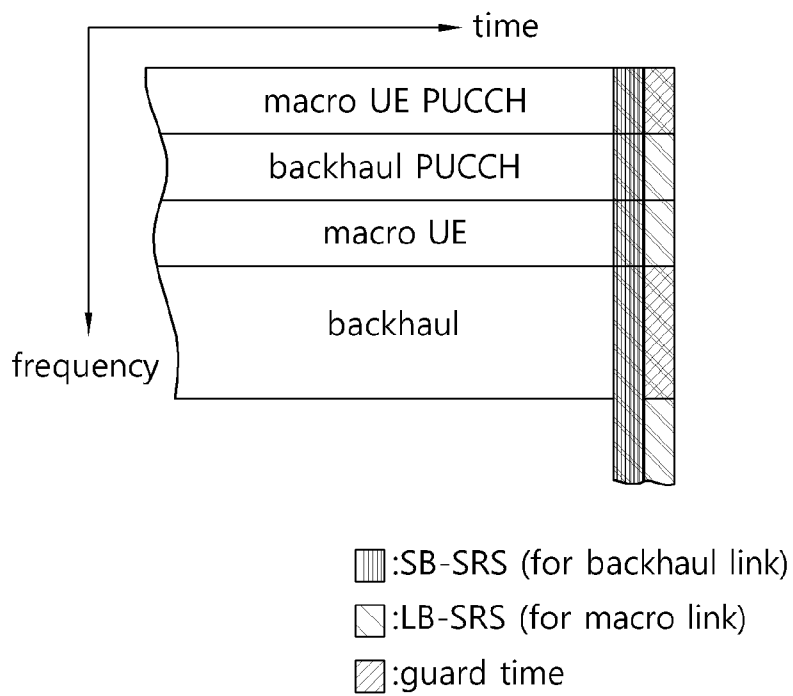 time
macro UE PUCCH
backhaul PUCCH
macro UE
backhaul
frequency
:SB-SRS (for backhaul link)
:LB-SRS (for macro link)
:guard time